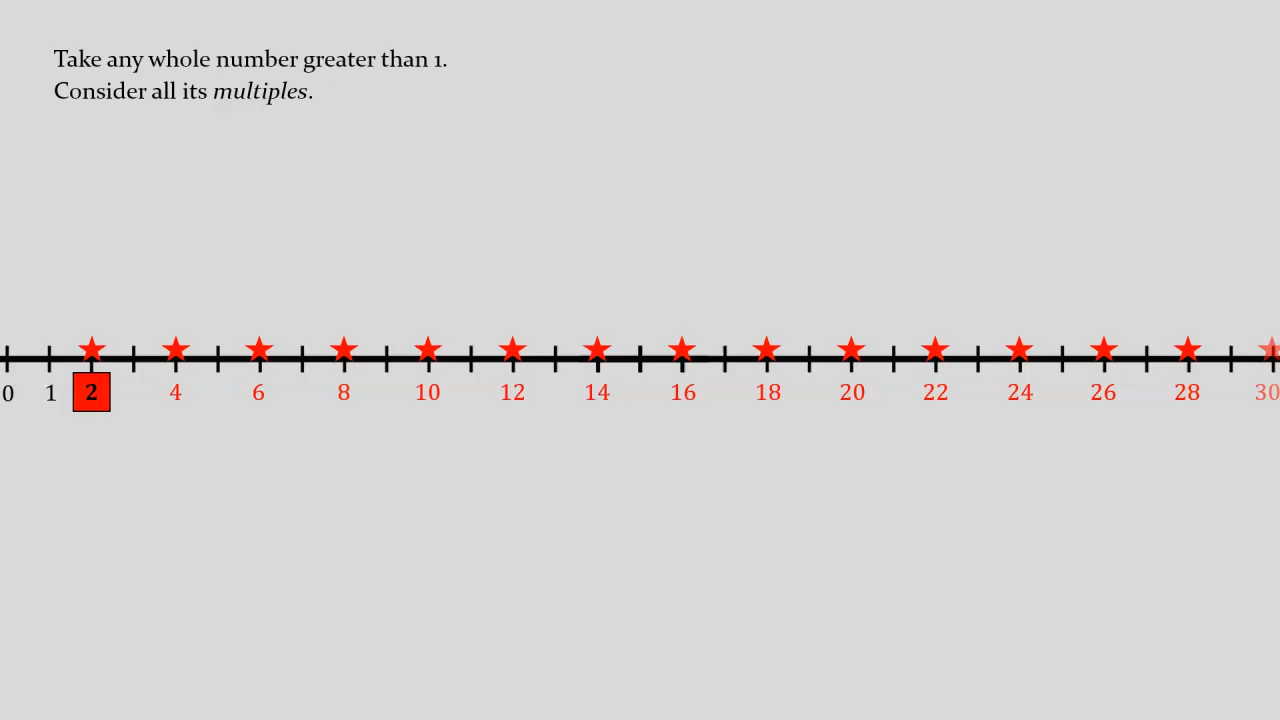 Take any whole number greater than 1.
Consider all its multiples.
0 1 2 4 6 8 10 12 14 16 18 20 22 24 26 28 30